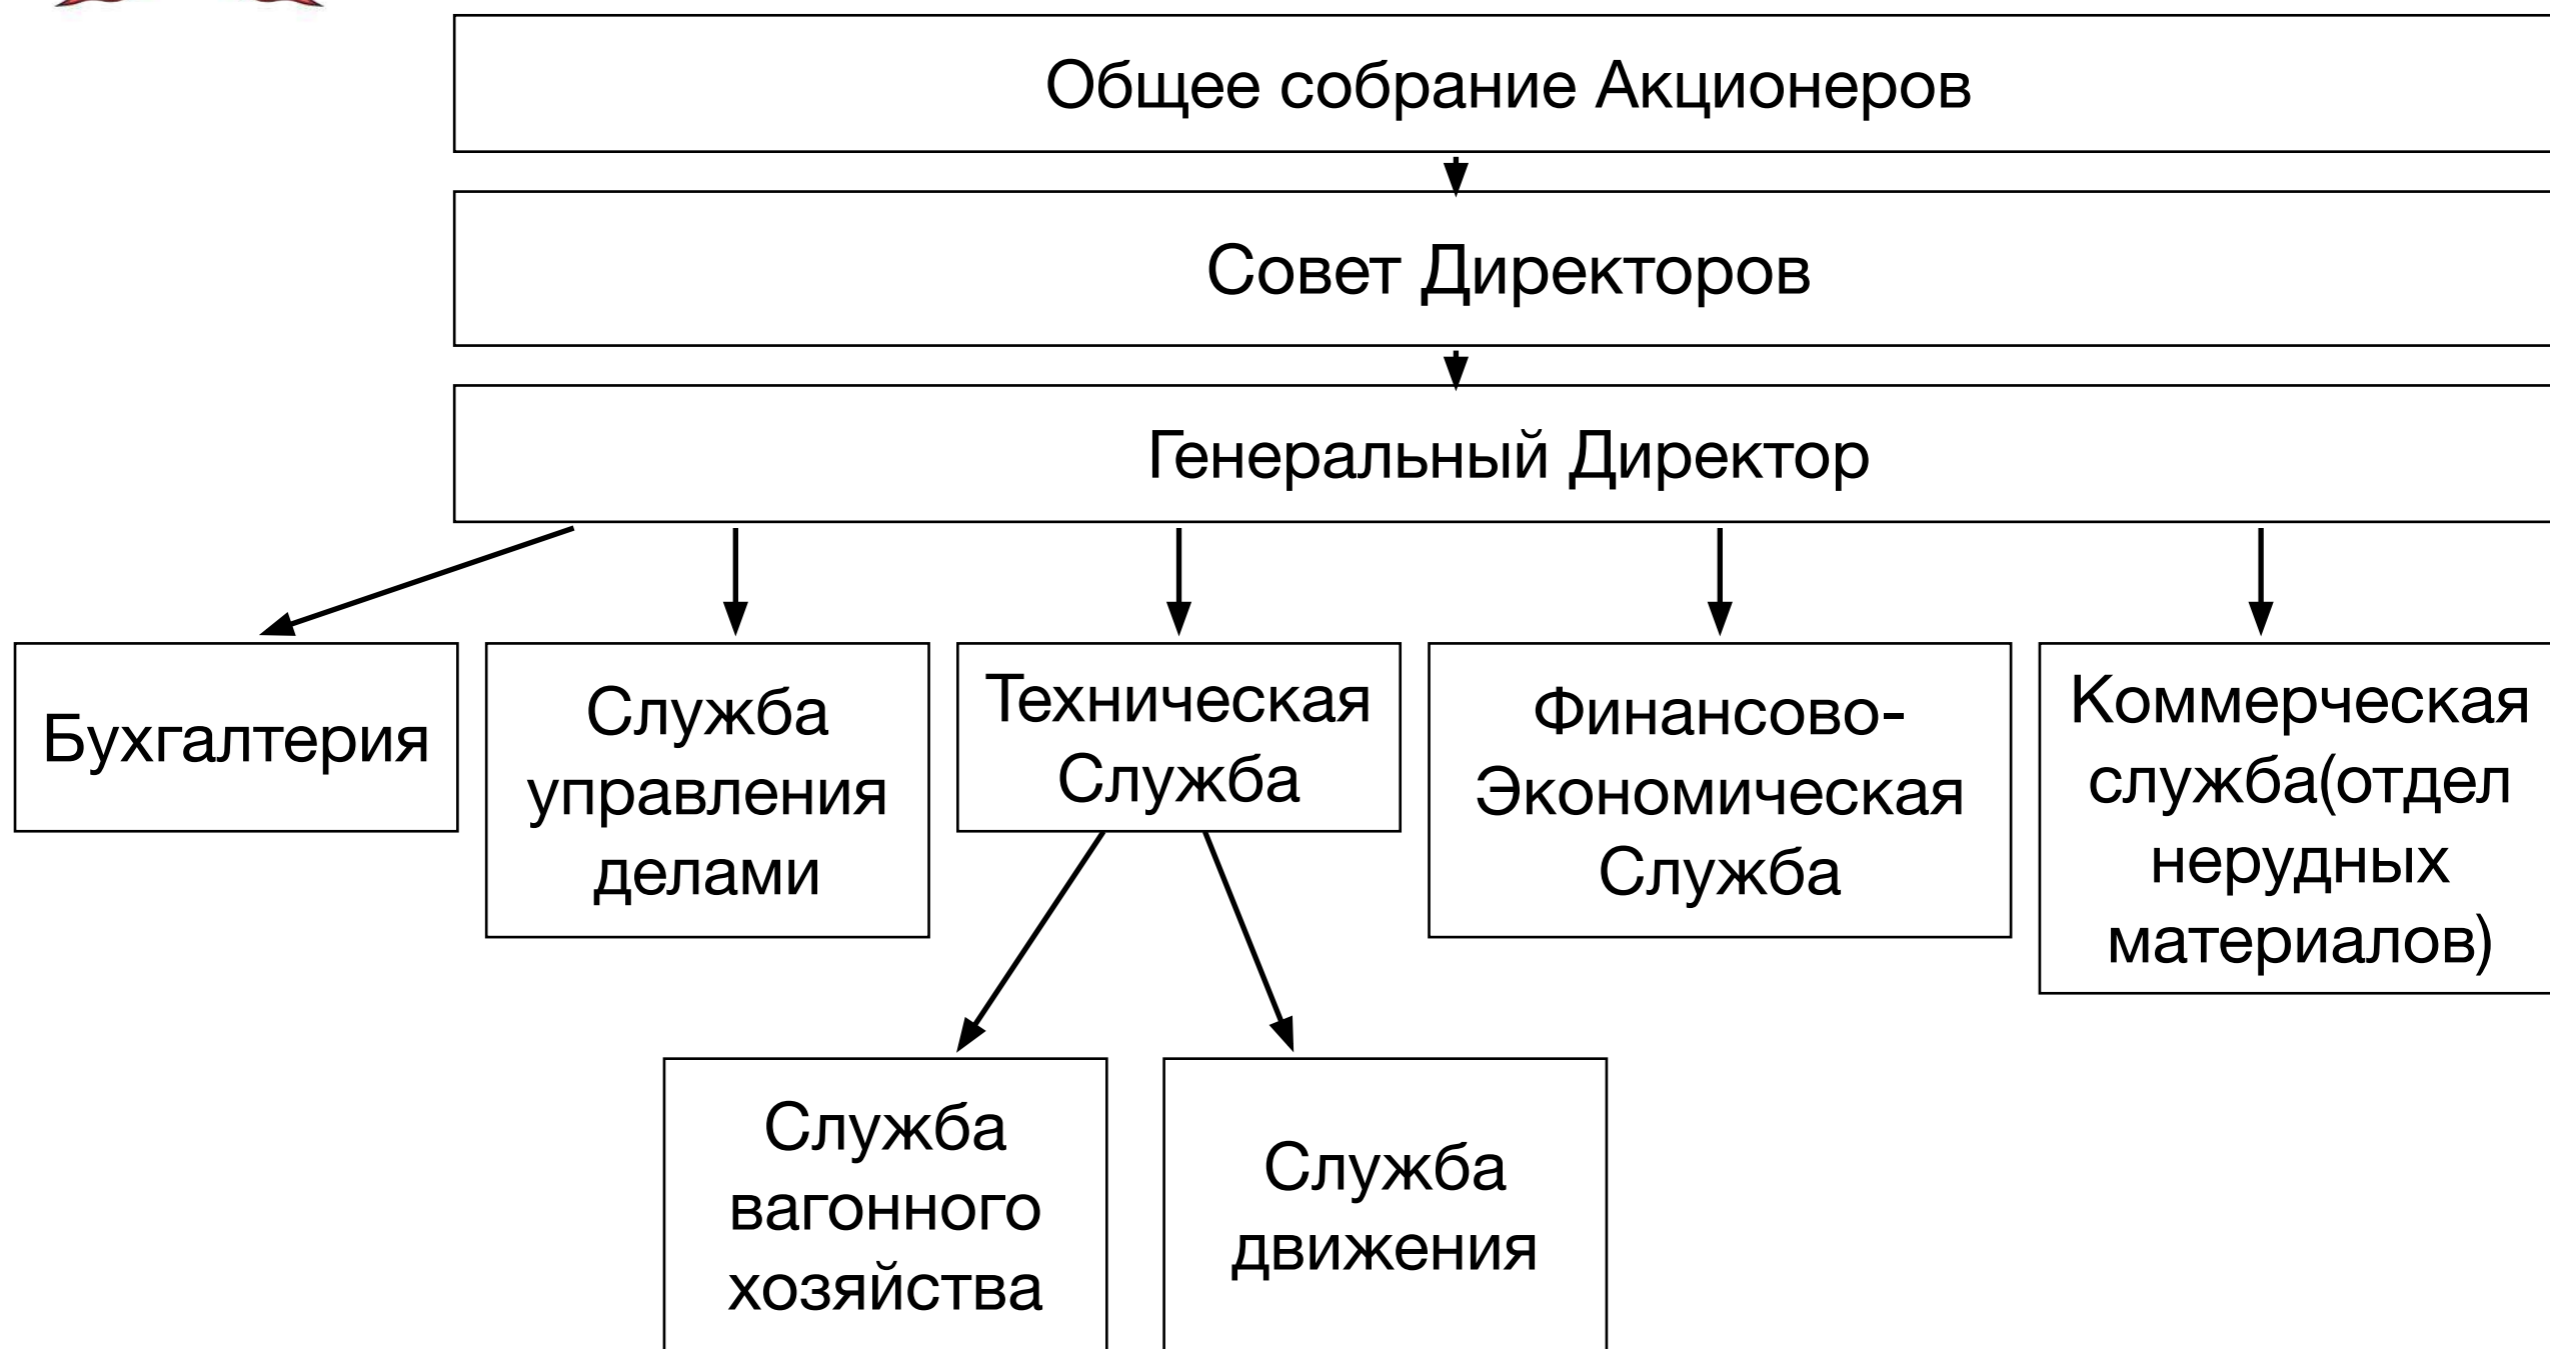 Общее собрание Акционеров
Совет Директоров
Генеральный Директор
Бухгалтерия
Служба
управления
делами
Техническая
Служба
Финансово-
Экономическая
Служба
Коммерческая
служба(отдел
нерудных
материалов)
Служба
вагонного
хозяйства
Служба
движения